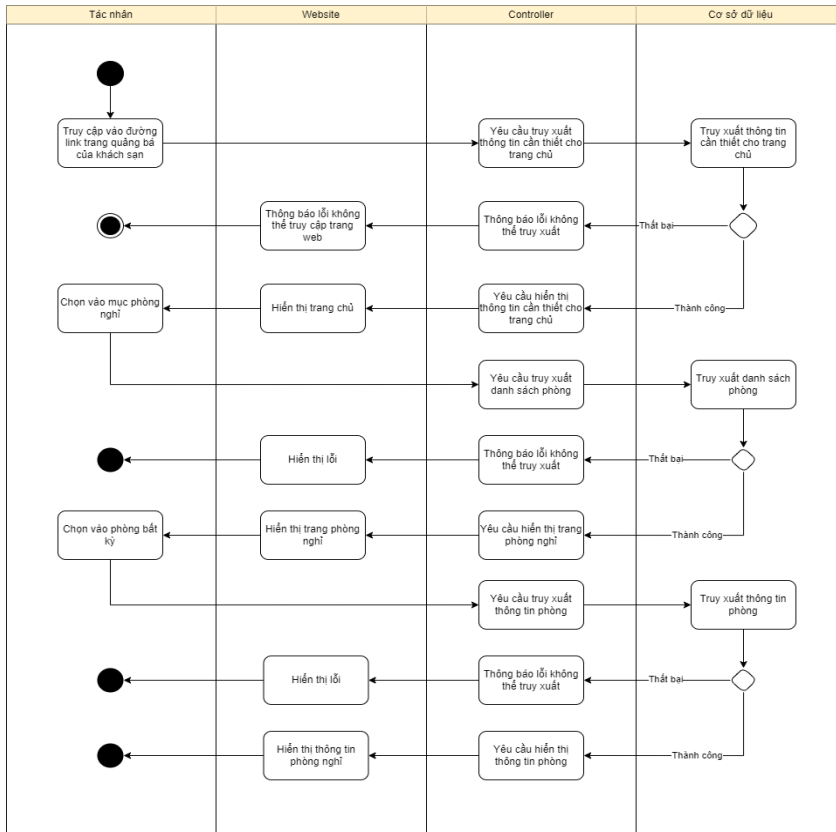 Tác nhân
Website
Controller
Cơ sở dữ liệu
Truy cập vào đường
link trang quảng bá
của khách sạn
Yêu cầu truy xuất
thông tin cần thiết cho
trang chủ
Truy xuất thông tin
cần thiết cho trang
chủ
Thông báo lỗi không
thể truy cập trang
web
Thông báo lỗi không
thể truy xuất
Thất bại
Chọn vào mục phòng
nghỉ
Hiển thị trang chủ
Yêu cầu hiển thị
thông tin cần thiết cho
trang chủ
Thành công
Yêu cầu truy xuất
danh sách phòng
Truy xuất danh sách
phòng
Hiển thị lỗi
Thông báo lỗi không
thể truy xuất
Thất bại
Chọn vào phòng bất
kỳ
Hiển thị trang phòng
nghỉ
Yêu cầu hiển thị trang
phòng nghỉ
Thành công
Yêu cầu truy xuất
thông tin phòng
Truy xuất thông tin
phòng
Hiển thị lỗi
Thông báo lỗi không
thể truy xuất
Thất bại
Hiển thị thông tin
phòng nghỉ
Yêu cầu hiển thị
thông tin phòng
Thành công